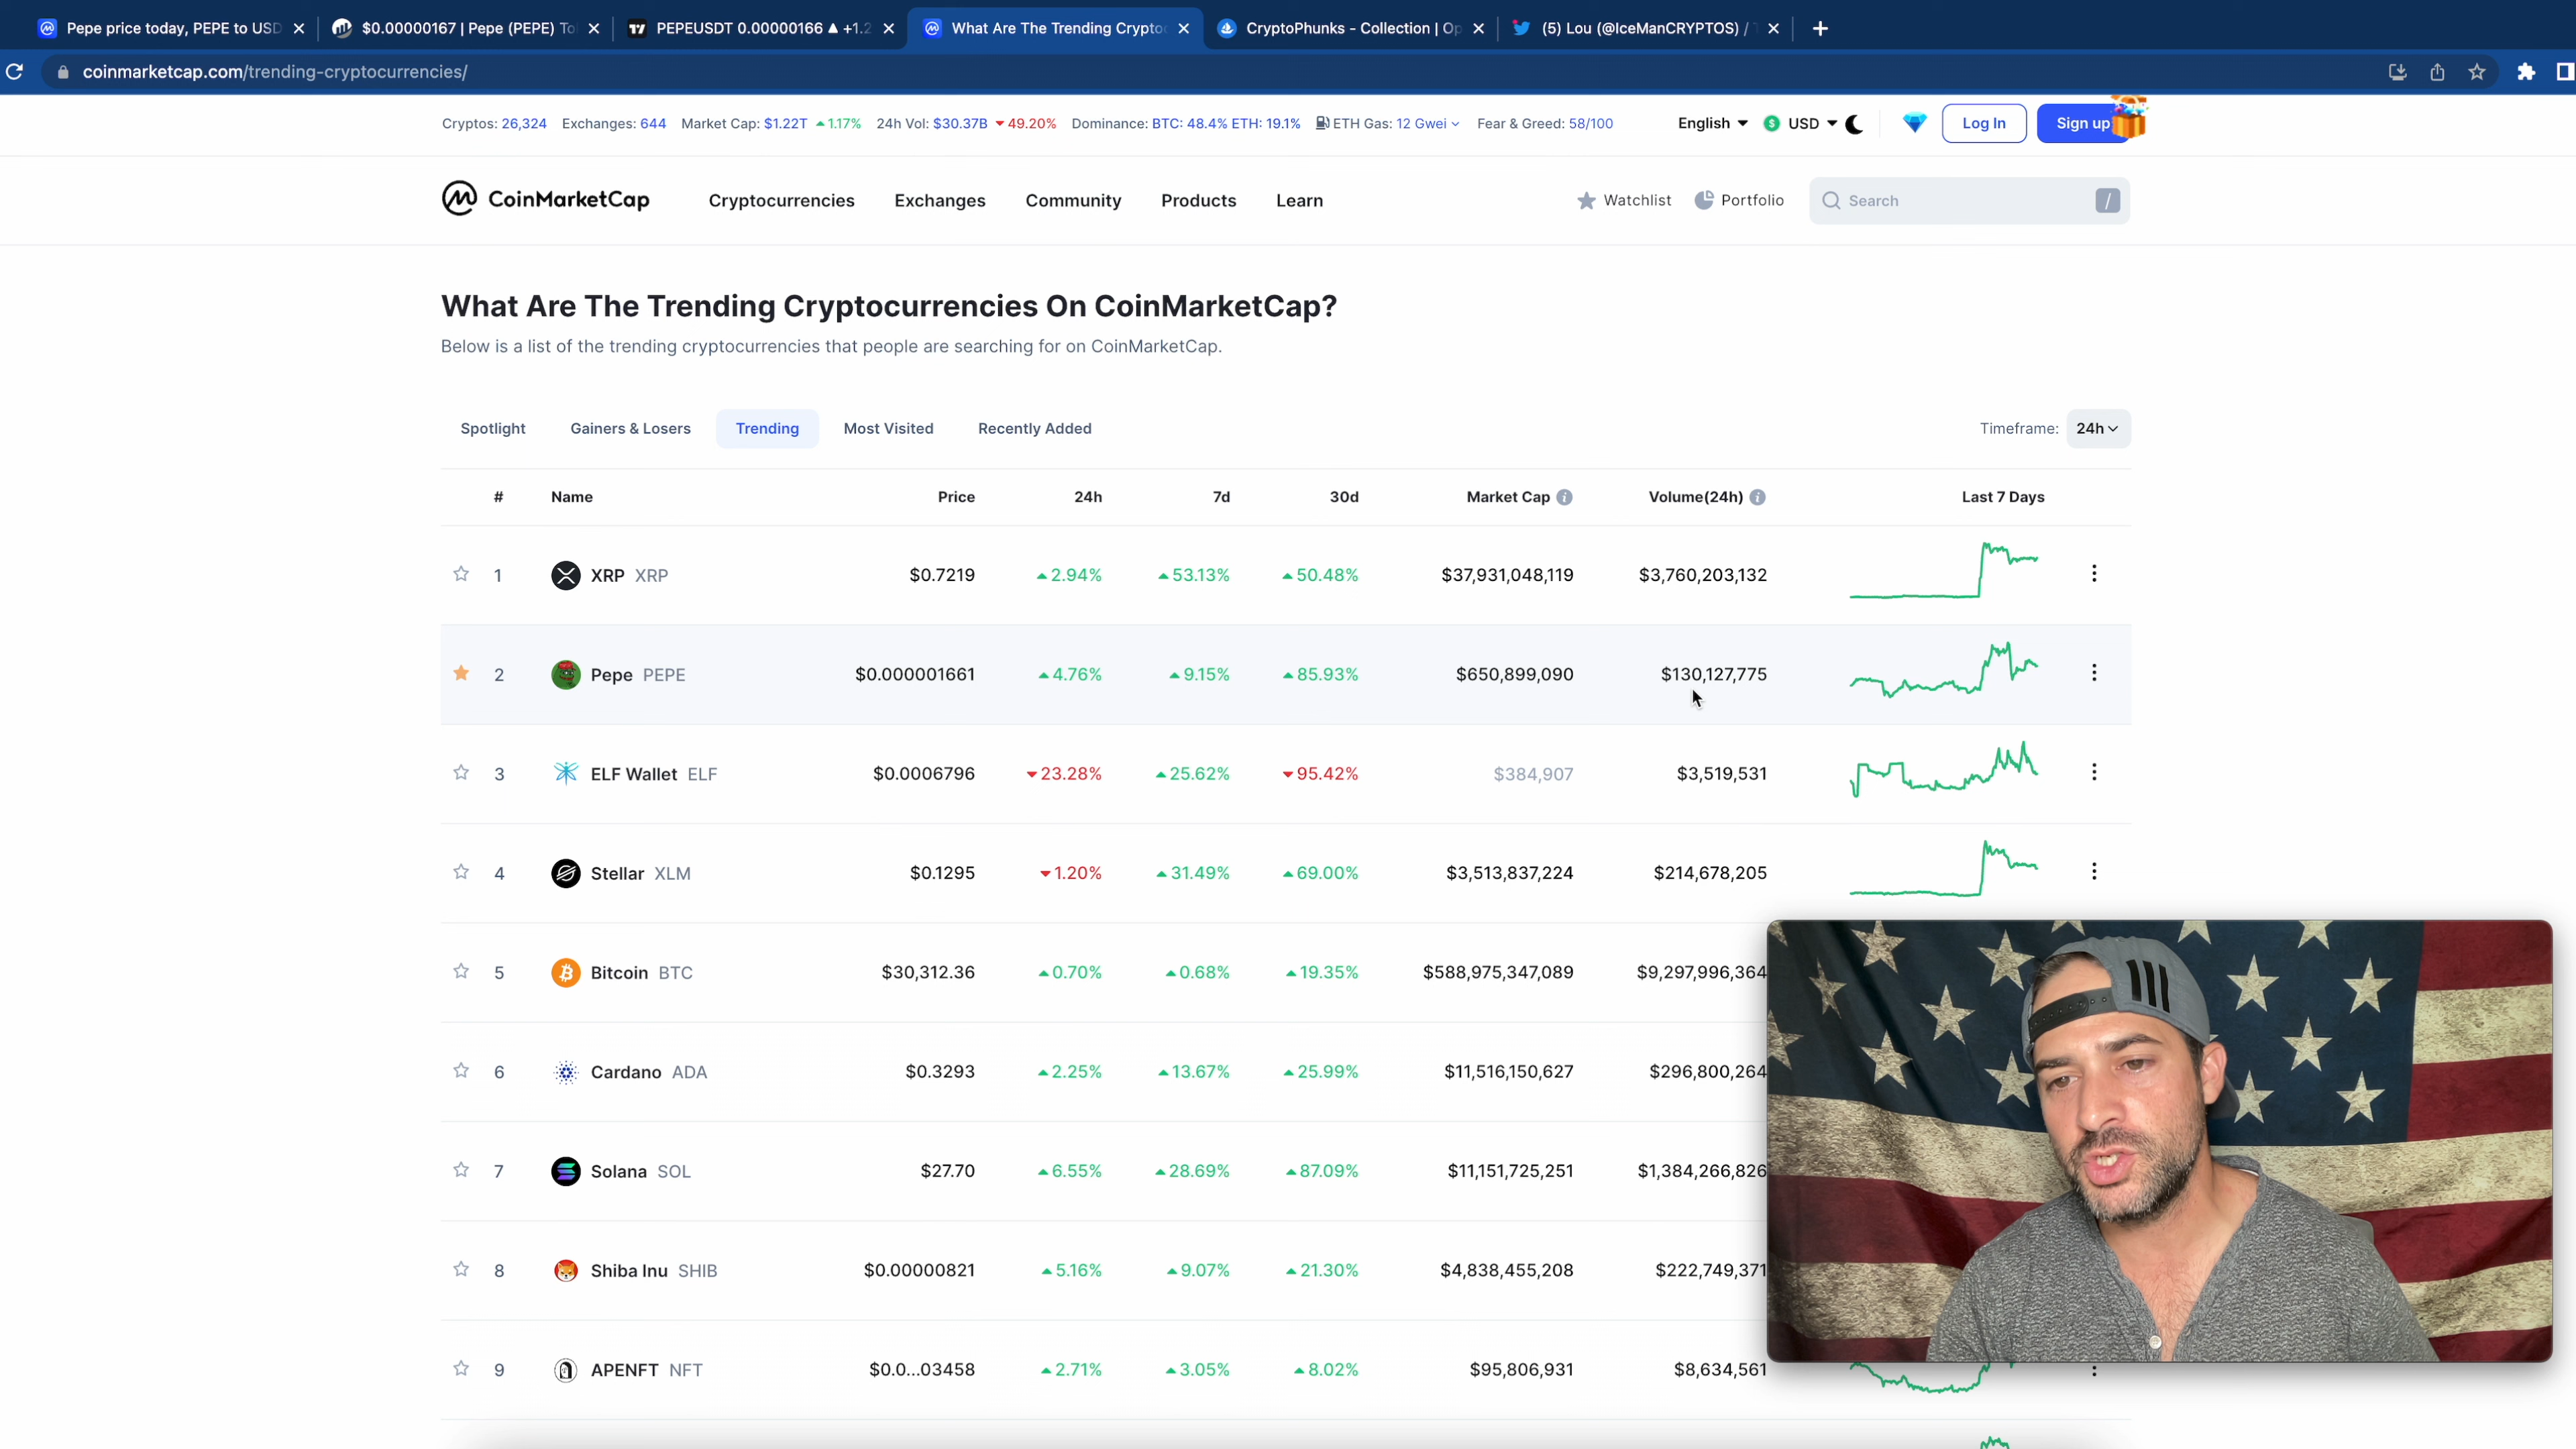 Pepe price today, PEPE to USD
$0.00000167 | Pepe (PEPE) To
PEPEUSDT 0.00000166 ▲ +1.2
What Are The Trending Crypto
CryptoPhunks - Collection | Op
(5) Lou (@IceManCRYPTOS) /
coinmarketcap.com/trending-cryptocurrencies/
Cryptos: 26,324 Exchanges: 644 Market Cap: $1.22T 1.17% 24h Vol: $30.37B 49.20% Dominance: BTC: 48.4% ETH: 19.1% ETH Gas: 12 Gwei Fear & Greed: 58/100 English USD Log In Sign up
CoinMarketCap Cryptocurrencies Exchanges Community Products Learn Watchlist Portfolio Search /
What Are The Trending Cryptocurrencies On CoinMarketCap?
Below is a list of the trending cryptocurrencies that people are searching for on CoinMarketCap.
Spotlight Gainers & Losers Trending Most Visited Recently Added Timeframe: 24h
# Name Price 24h 7d 30d Market Cap Volume(24h) Last 7 Days
1 XRP XRP $0.7219 2.94% 53.13% 50.48% $37,931,048,119 $3,760,203,132
2 Pepe PEPE $0.000001661 4.76% 9.15% 85.93% $650,899,090 $130,127,775
3 ELF Wallet ELF $0.0006796 23.28% 25.62% 95.42% $384,907 $3,519,531
4 Stellar XLM $0.1295 1.20% 31.49% 69.00% $3,513,837,224 $214,678,205
5 Bitcoin BTC $30,312.36 0.70% 0.68% 19.35% $588,975,347,089 $9,297,996,364
6 Cardano ADA $0.3293 2.25% 13.67% 25.99% $11,516,150,627 $296,800,264
7 Solana SOL $27.70 6.55% 28.69% 87.09% $11,151,725,251 $1,384,266,826
8 Shiba Inu SHIB $0.00000821 5.16% 9.07% 21.30% $4,838,455,208 $222,749,371
9 APENFT NFT $0.0...03458 2.71% 3.05% 8.02% $95,806,931 $8,634,561